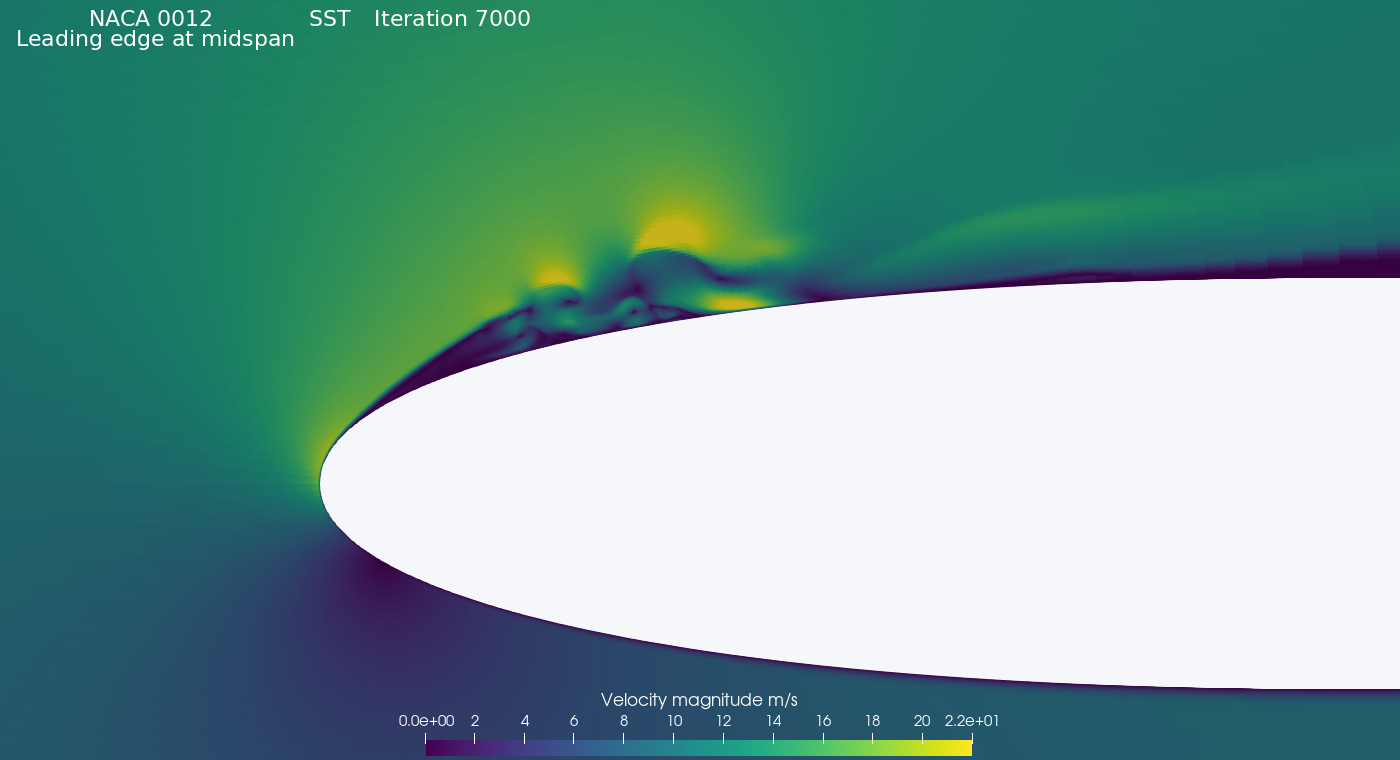 NACA 0012 SST Iteration 7000
Leading edge at midspan
Velocity magnitude m/s
0.0e+00 2 4 6 8 10 12 14 16 18 20 2.2e+01